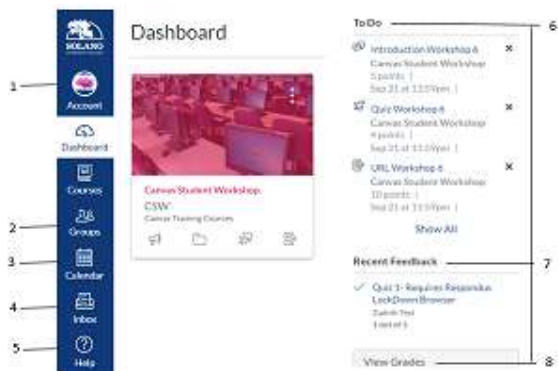 SOLANO
Account
Dashboard
Courses
Groups
Calendar
Inbox
Help
1
2
3
4
5
Dashboard
Canvas Student Workshop
CSW
Canvas Training Courses
To Do
Introduction Workshop 6
Canvas Student Workshop
5 points |
Sep 21 at 11:59pm |
Quiz Workshop 6
Canvas Student Workshop
4 points |
Sep 21 at 11:59pm |
URL Workshop 6
Canvas Student Workshop
10 points |
Sep 21 at 11:59pm |
Show All
Recent Feedback
Quiz 1- Requires Respondus
LockDown Browser
1 out of 1
View Grades
6
7
8